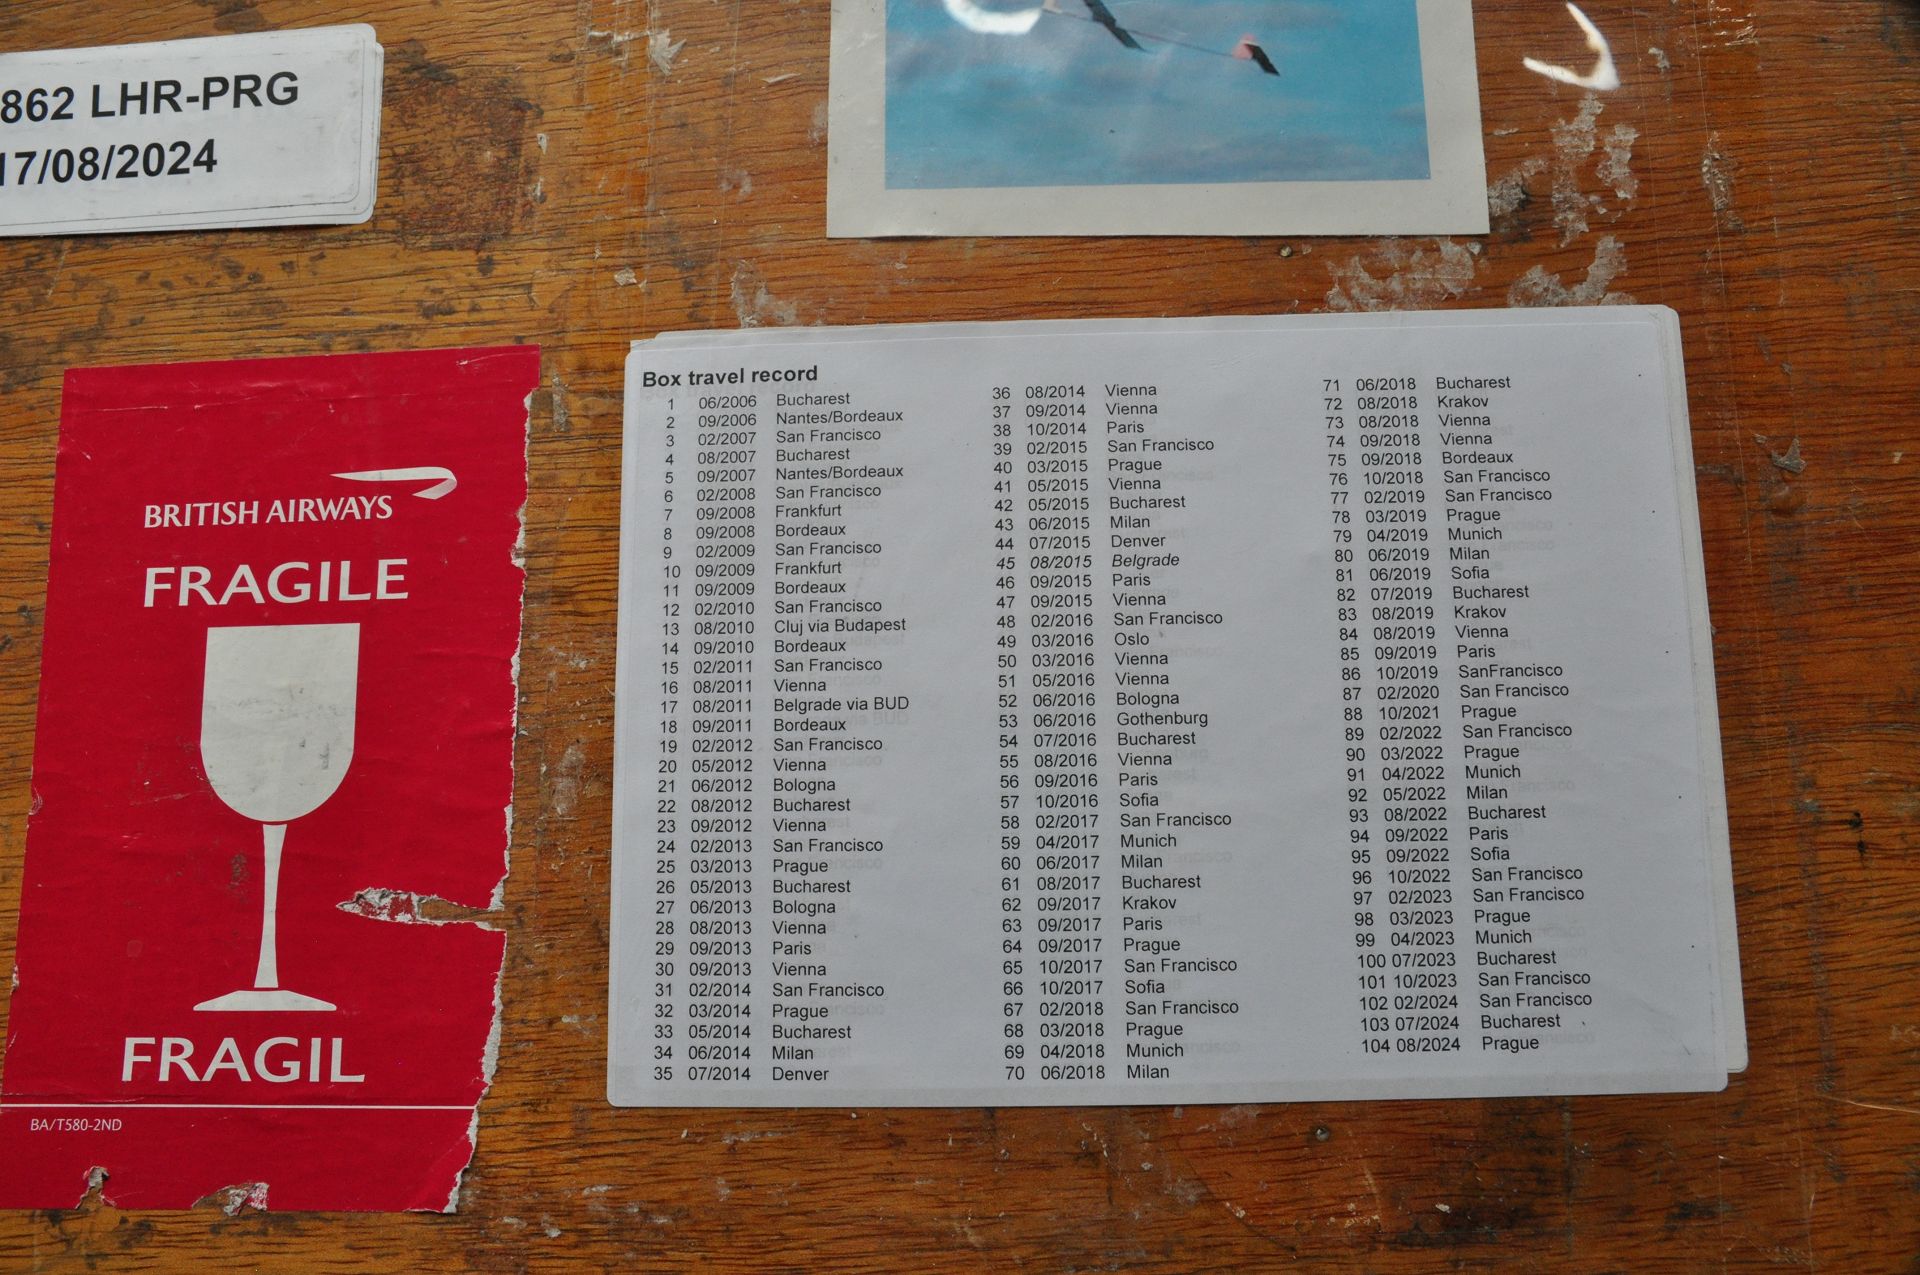 862 LHR-PRG
17/08/2024
BRITISH AIRWAYS
FRAGILE
FRAGIL
BA/T580-2ND
Box travel record
1 06/2006 Bucharest
2 09/2006 Nantes/Bordeaux
3 02/2007 San Francisco
4 08/2007 Bucharest
5 09/2007 Nantes/Bordeaux
6 02/2008 San Francisco
7 09/2008 Frankfurt
8 09/2008 Bordeaux
9 02/2009 San Francisco
10 09/2009 Frankfurt
11 09/2009 Bordeaux
12 02/2010 San Francisco
13 08/2010 Cluj via Budapest
14 09/2010 Bordeaux
15 02/2011 San Francisco
16 08/2011 Vienna
17 08/2011 Belgrade via BUD
18 09/2011 Bordeaux
19 02/2012 San Francisco
20 05/2012 Vienna
21 06/2012 Bologna
22 08/2012 Bucharest
23 09/2012 Vienna
24 02/2013 San Francisco
25 03/2013 Prague
26 05/2013 Bucharest
27 06/2013 Bologna
28 08/2013 Vienna
29 09/2013 Paris
30 09/2013 Vienna
31 02/2014 San Francisco
32 03/2014 Prague
33 05/2014 Bucharest
34 06/2014 Milan
35 07/2014 Denver
36 08/2014 Vienna
37 09/2014 Vienna
38 10/2014 Paris
39 02/2015 San Francisco
40 03/2015 Prague
41 05/2015 Vienna
42 05/2015 Bucharest
43 06/2015 Milan
44 07/2015 Denver
45 08/2015 Belgrade
46 09/2015 Paris
47 09/2015 Vienna
48 02/2016 San Francisco
49 03/2016 Oslo
50 03/2016 Vienna
51 05/2016 Vienna
52 06/2016 Bologna
53 06/2016 Gothenburg
54 07/2016 Bucharest
55 08/2016 Vienna
56 09/2016 Paris
57 10/2016 Sofia
58 02/2017 San Francisco
59 04/2017 Munich
60 06/2017 Milan
61 08/2017 Bucharest
62 09/2017 Krakov
63 09/2017 Paris
64 09/2017 Prague
65 10/2017 San Francisco
66 10/2017 Sofia
67 02/2018 San Francisco
68 03/2018 Prague
69 04/2018 Munich
70 06/2018 Milan
71 06/2018 Bucharest
72 08/2018 Krakov
73 08/2018 Vienna
74 09/2018 Vienna
75 09/2018 Bordeaux
76 10/2018 San Francisco
77 02/2019 San Francisco
78 03/2019 Prague
79 04/2019 Munich
80 06/2019 Milan
81 06/2019 Sofia
82 07/2019 Bucharest
83 08/2019 Krakov
84 08/2019 Vienna
85 09/2019 Paris
86 10/2019 SanFrancisco
87 02/2020 San Francisco
88 10/2021 Prague
89 02/2022 San Francisco
90 03/2022 Prague
91 04/2022 Munich
92 05/2022 Milan
93 08/2022 Bucharest
94 09/2022 Paris
95 09/2022 Sofia
96 10/2022 San Francisco
97 02/2023 San Francisco
98 03/2023 Prague
99 04/2023 Munich
100 07/2023 Bucharest
101 10/2023 San Francisco
102 02/2024 San Francisco
103 07/2024 Bucharest
104 08/2024 Prague